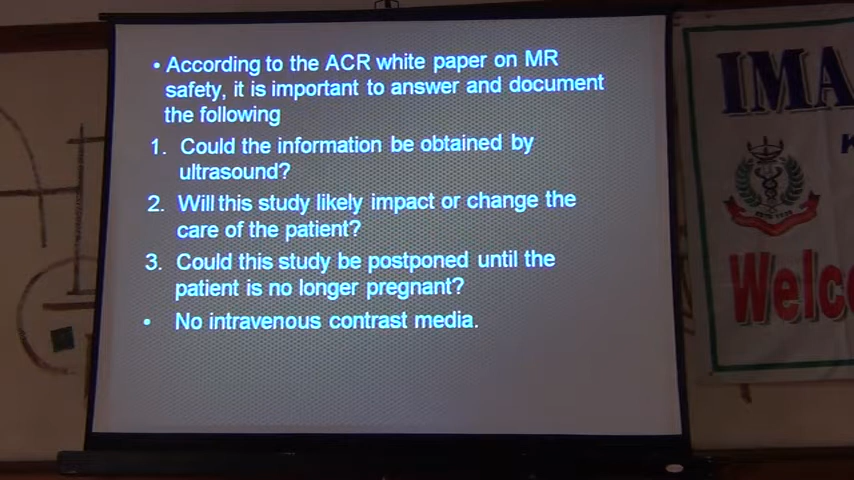 • According to the ACR white paper on MR
safety, it is important to answer and document
the following
1. Could the information be obtained by
ultrasound?
2. Will this study likely impact or change the
care of the patient?
3. Could this study be postponed until the
patient is no longer pregnant?
• No intravenous contrast media.
IMA
K
Welc